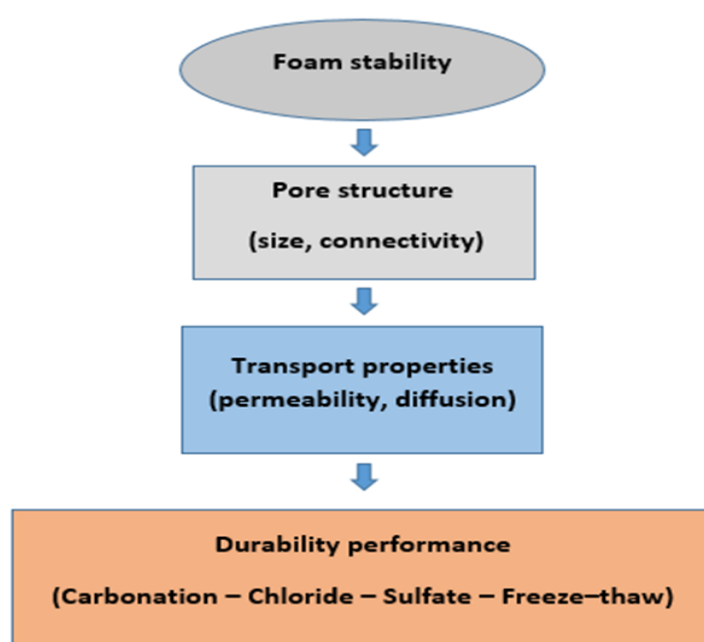 Foam stability
Pore structure
(size, connectivity)
Transport properties
(permeability, diffusion)
Durability performance
(Carbonation – Chloride – Sulfate – Freeze–thaw)